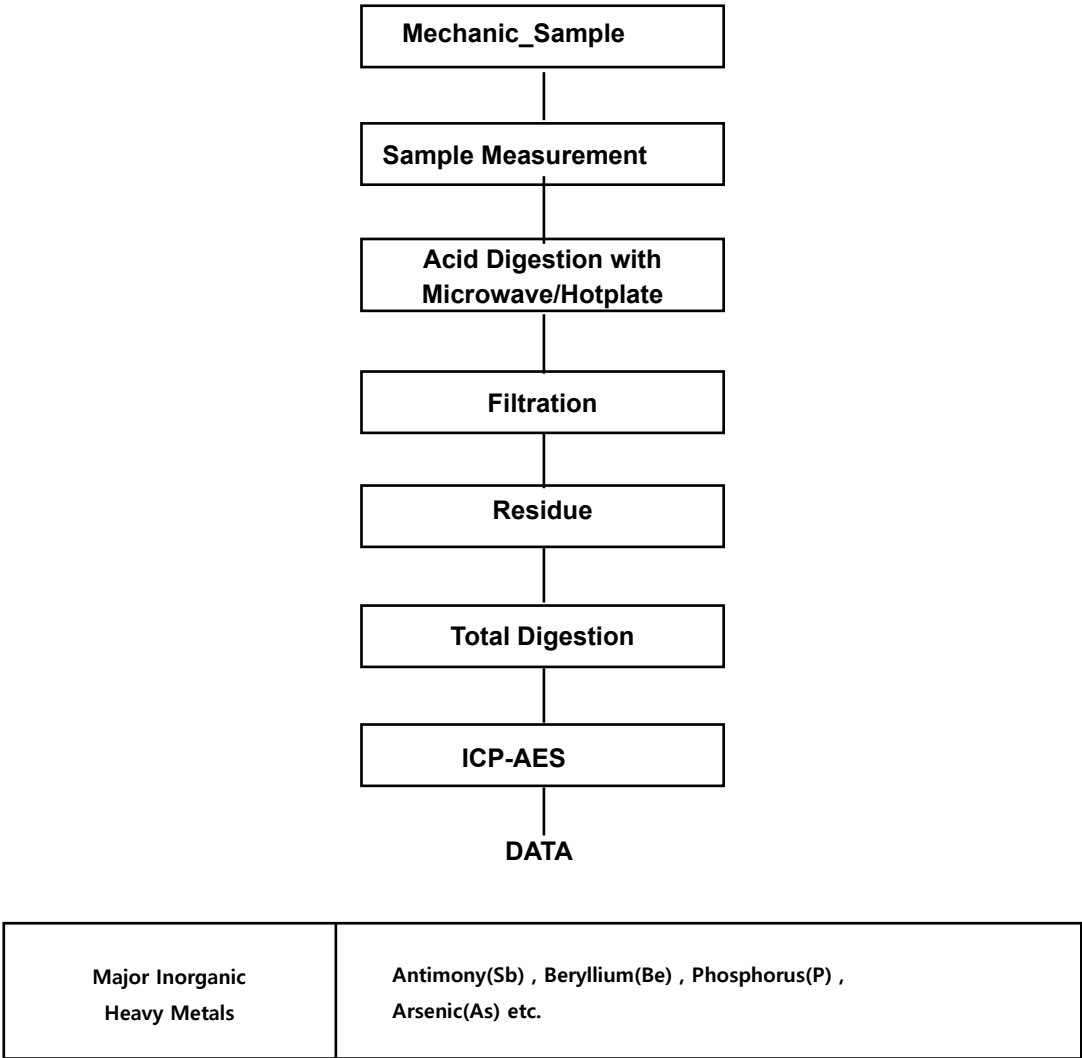 Mechanic_Sample
Sample Measurement
Acid Digestion with
Microwave/Hotplate
Filtration
Residue
Total Digestion
ICP-AES
DATA
Major Inorganic
Heavy Metals
Antimony(Sb) , Beryllium(Be) , Phosphorus(P) ,
Arsenic(As) etc.